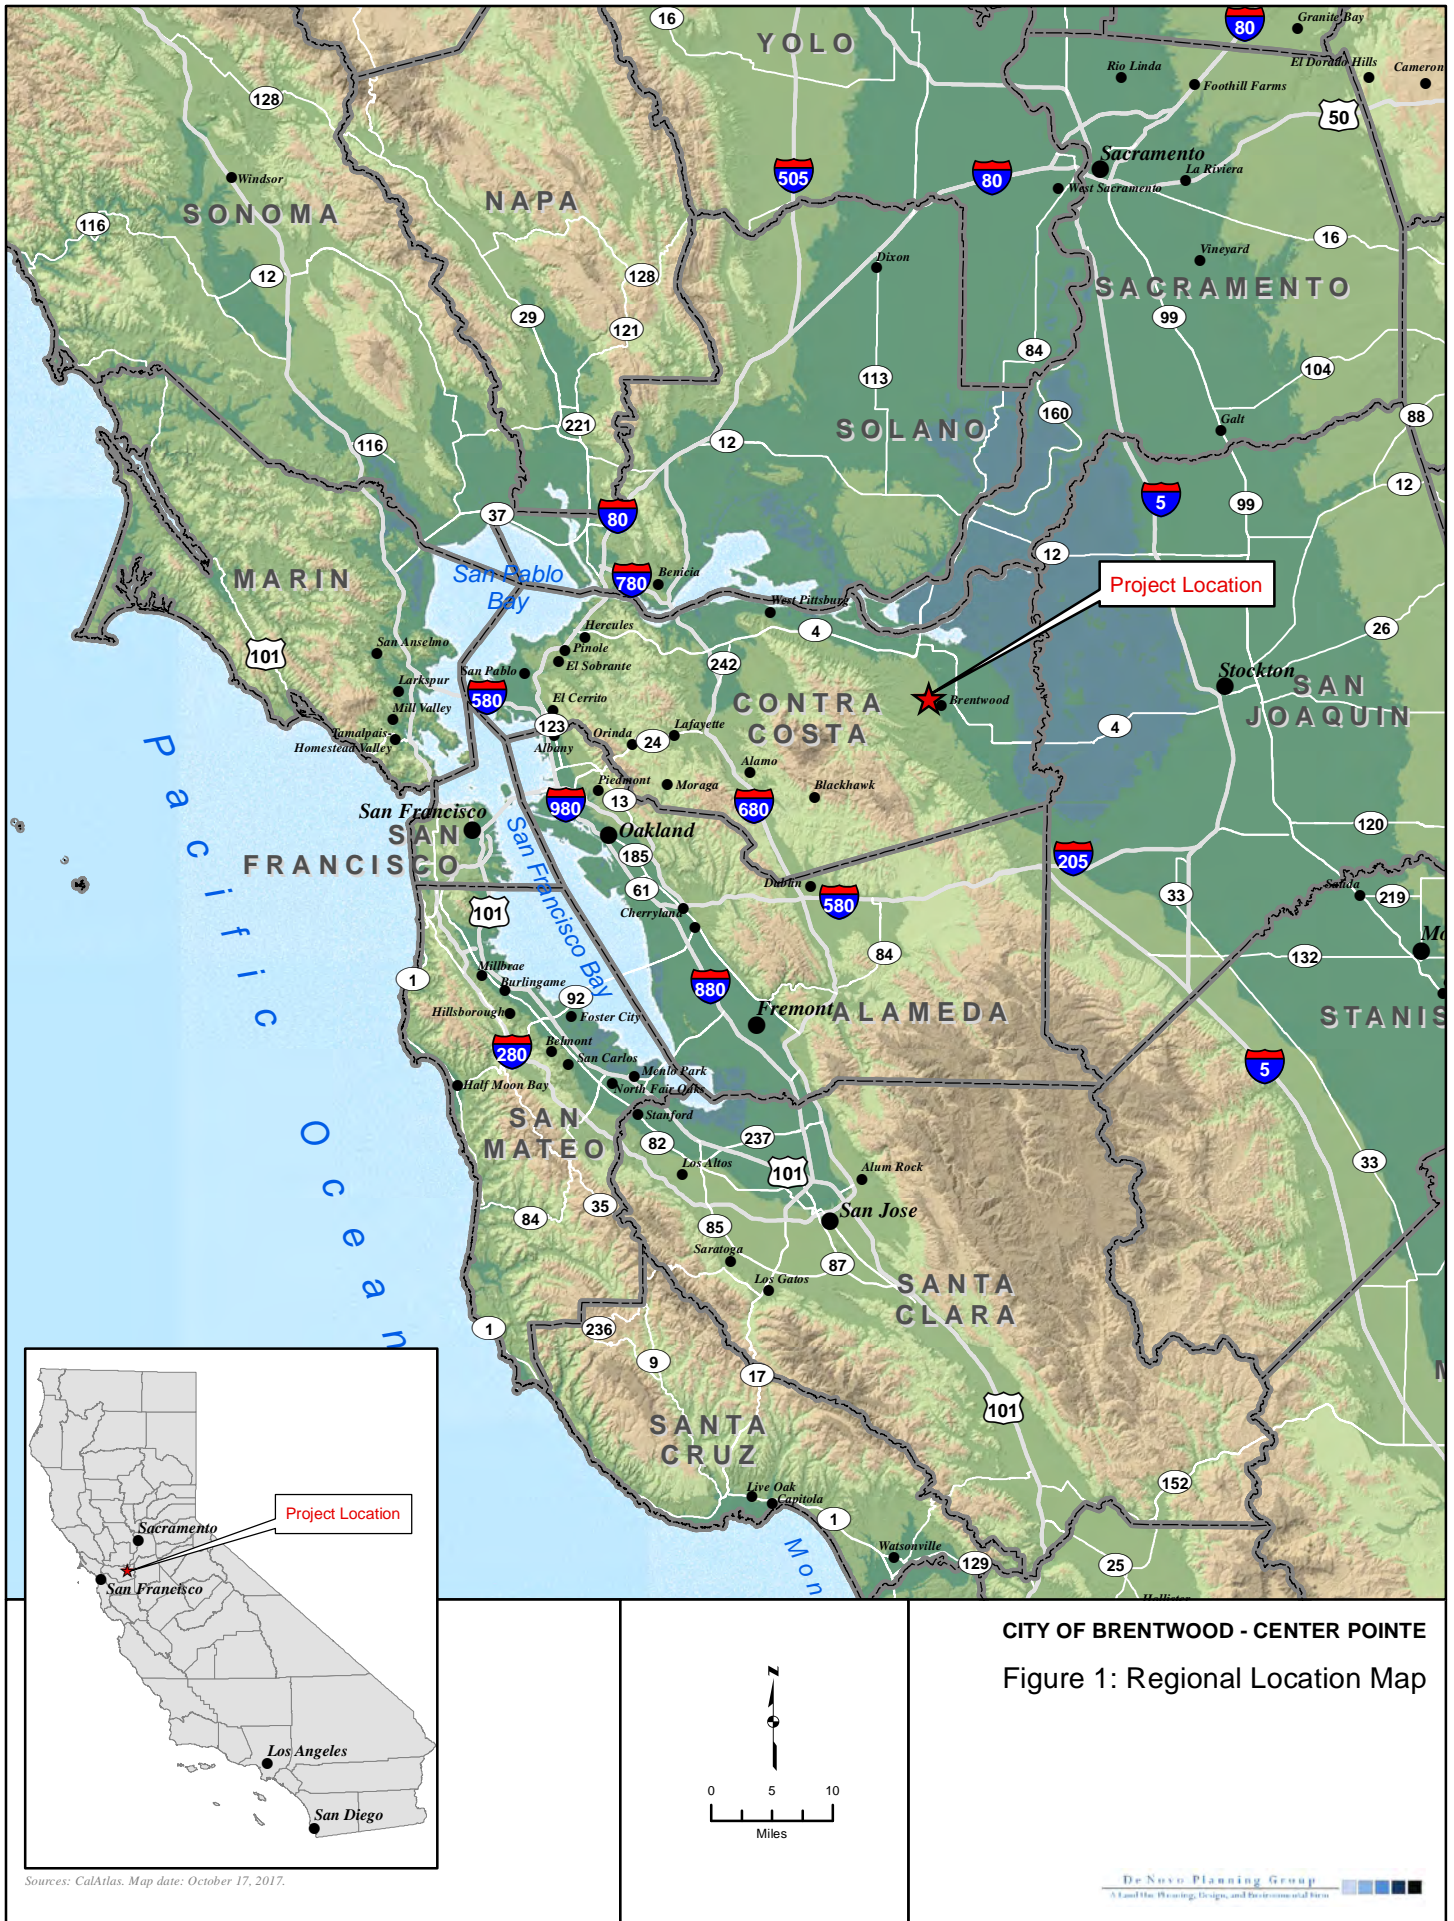 16
YOLO
80
Granite Bay
Rio Linda
El Dorado Hills
Cameron
Foothill Farms
128
50
Sacramento
505
80
La Riviera
West Sacramento
Windsor
NAPA
SONOMA
116
16
Vineyard
Dixon
12
128
SACRAMENTO
29
121
99
84
113
104
160
88
221
SOLANO
Galt
12
116
12
5
99
37
80
12
San Pablo
Bay
MARIN
780
Benicia
Project Location
West Pittsburg
4
26
Hercules
San Anselmo
101
Pinole
El Sobrante
242
San Pablo
Stockton
Larkspur
580
El Cerrito
CONTRA
COSTA
Brentwood
SAN
JOAQUIN
Mill Valley
123
Lafayette
4
Tamalpais-
Homestead Valley
Albany
Orinda
24
Alamo
Piedmont
Moraga
Blackhawk
980
13
680
San Francisco
SAN
FRANCISCO
Oakland
120
185
205
San Francisco Bay
61
Dublin
580
33
Salida
219
101
Cherryland
84
Mo
132
Pacific Ocean
1
Millbrae
Burlingame
880
92
Hillsborough
Foster City
Fremont
ALAMEDA
STANIS
280
Belmont
San Carlos
5
Menlo Park
Half Moon Bay
North Fair Oaks
SAN
MATEO
Stanford
82
237
33
101
Los Altos
Alum Rock
35
84
85
San Jose
Saratoga
87
Los Gatos
SANTA
CLARA
1
236
9
17
M
101
SANTA
CRUZ
152
Live Oak
Capitola
1
Mon
Watsonville
129
25
Hollister
Project Location
Sacramento
San Francisco
Los Angeles
San Diego
Sources: CalAtlas. Map date: October 17, 2017.
N
0 5 10
Miles
CITY OF BRENTWOOD - CENTER POINTE
Figure 1: Regional Location Map
De Novo Planning Group
A Land Use Planning, Design, and Environmental Firm